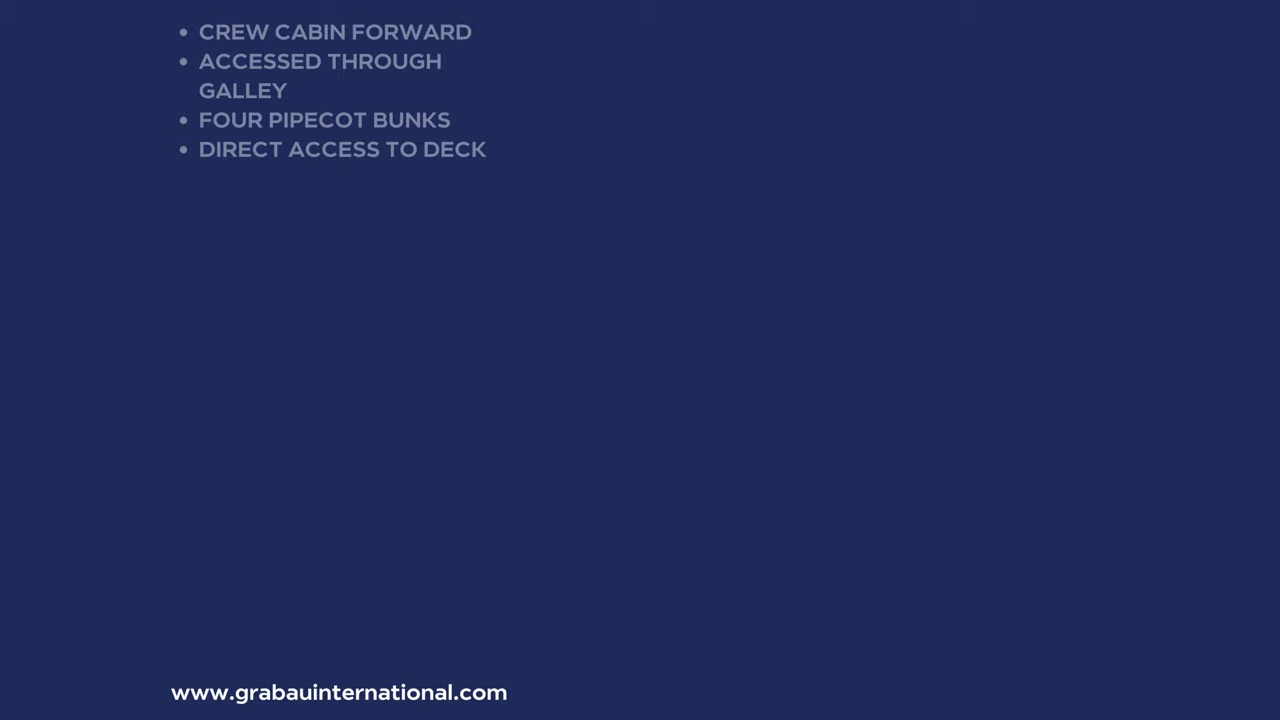 • CREW CABIN FORWARD
• ACCESSED THROUGH
GALLEY
• FOUR PIPECOT BUNKS
• DIRECT ACCESS TO DECK
www.grabauinternational.com